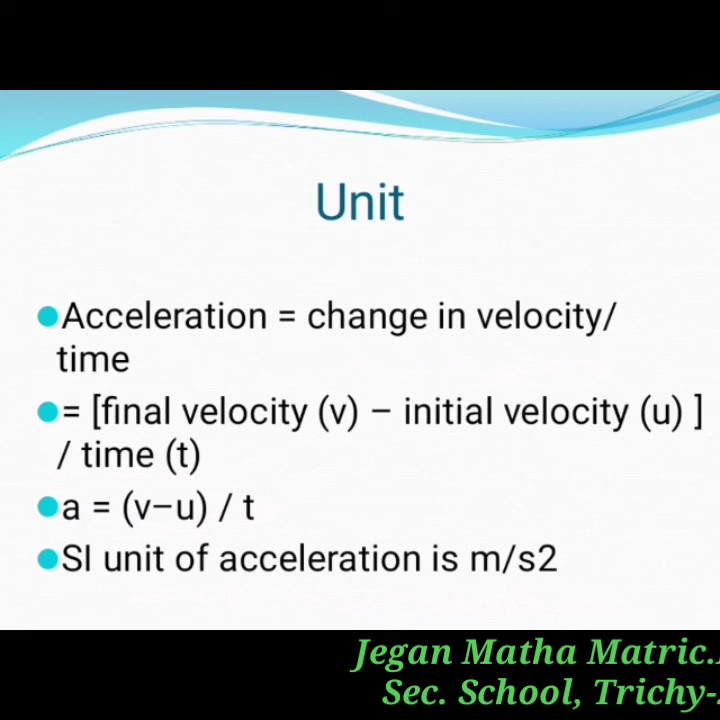 Unit
Acceleration = change in velocity/
time
= [final velocity (v) – initial velocity (u) ]
/ time (t)
a = (v–u) / t
SI unit of acceleration is m/s2
Jegan Matha Matric.
Sec. School, Trichy-